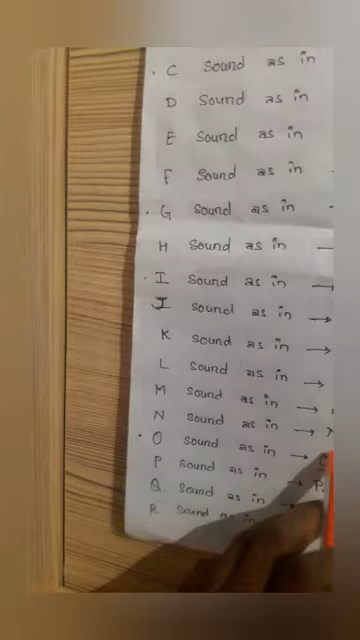 . C Sound as in
D Sound as in
E Sound as in
F Sound as in -
. G Sound as in -
H Sound as in —
. I Sound as in →
J Sound as in →
K Sound as in →
L Sound as in →
M Sound as in →
N Sound as in →
. O Sound as in →
P Sound as in → P.
Q Sound as in
R Sound as in